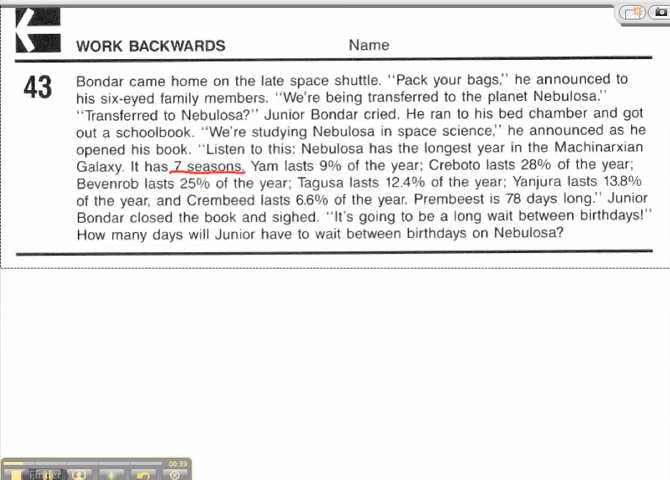 WORK BACKWARDS Name
43 Bondar came home on the late space shuttle. "Pack your bags," he announced to
his six-eyed family members. "We're being transferred to the planet Nebulosa."
"Transferred to Nebulosa?" Junior Bondar cried. He ran to his bed chamber and got
out a schoolbook. "We're studying Nebulosa in space science," he announced as he
opened his book. "Listen to this: Nebulosa has the longest year in the Machinarxian
Galaxy. It has 7 seasons. Yam lasts 9% of the year; Creboto lasts 28% of the year;
Bevenrob lasts 25% of the year; Tagusa lasts 12.4% of the year; Yanjura lasts 13.8%
of the year, and Crembeed lasts 6.6% of the year. Prembeest is 78 days long." Junior
Bondar closed the book and sighed. "It's going to be a long wait between birthdays!"
How many days will Junior have to wait between birthdays on Nebulosa?
00:39
Finder